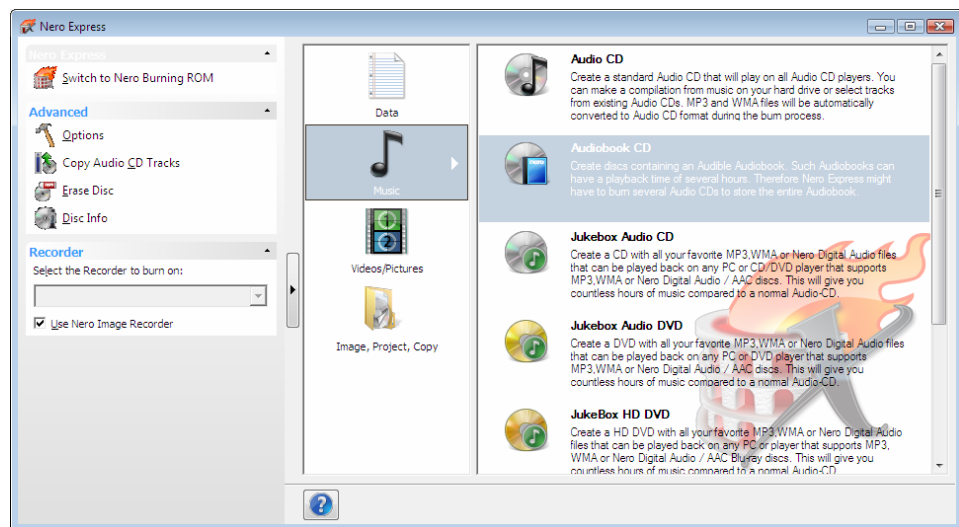 Nero Express
Nero Express
Switch to Nero Burning ROM
Advanced
Options
Copy Audio CD Tracks
Erase Disc
Disc Info
Recorder
Select the Recorder to burn on:
Use Nero Image Recorder
Data
Music
Videos/Pictures
Image, Project, Copy
Audio CD
Create a standard Audio CD that will play on all Audio CD players. You
can make a compilation from music on your hard drive or select tracks
from existing Audio CDs. MP3 and WMA files will be automatically
converted to Audio CD format during the burn process.
Audiobook CD
Create discs containing an Audible Audiobook. Such Audiobooks can
have a playback time of several hours. Therefore Nero Express might
have to burn several Audio CDs to store the entire Audiobook.
Jukebox Audio CD
Create a CD with all your favorite MP3,WMA or Nero Digital Audio files
that can be played back on any PC or CD/DVD player that supports
MP3,WMA or Nero Digital Audio / AAC discs. This will give you
countless hours of music compared to a normal Audio-CD.
Jukebox Audio DVD
Create a DVD with all your favorite MP3,WMA or Nero Digital Audio files
that can be played back on any PC or DVD player that supports
MP3,WMA or Nero Digital Audio / AAC discs. This will give you
countless hours of music compared to a normal Audio-CD.
JukeBox HD DVD
Create a HD DVD with all your favorite MP3,WMA or Nero Digital Audio
files that can be played back on any PC or player that supports MP3,
WMA or Nero Digital Audio / AAC Blu-ray discs. This will give you
countless hours of music compared to a normal Audio-CD